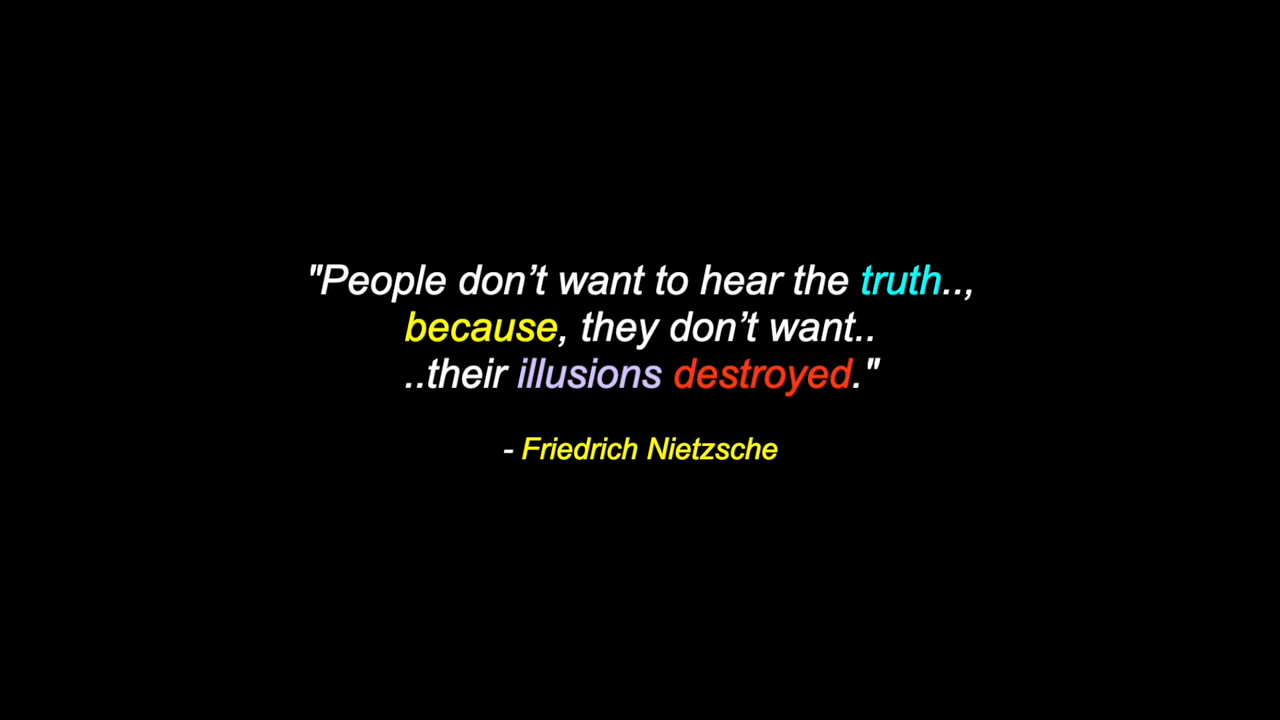 "People don’t want to hear the truth..,
because, they don’t want..
..their illusions destroyed."
- Friedrich Nietzsche